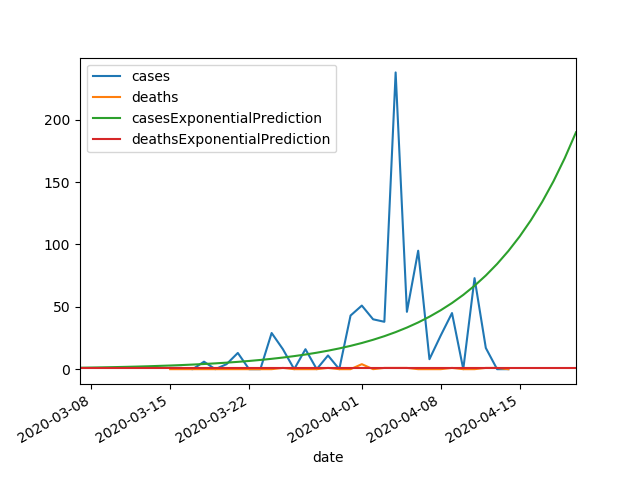 cases
deaths
casesExponentialPrediction
deathsExponentialPrediction
200
150
100
50
0
2020-03-08
2020-03-15
2020-03-22
2020-04-01
2020-04-08
2020-04-15
date